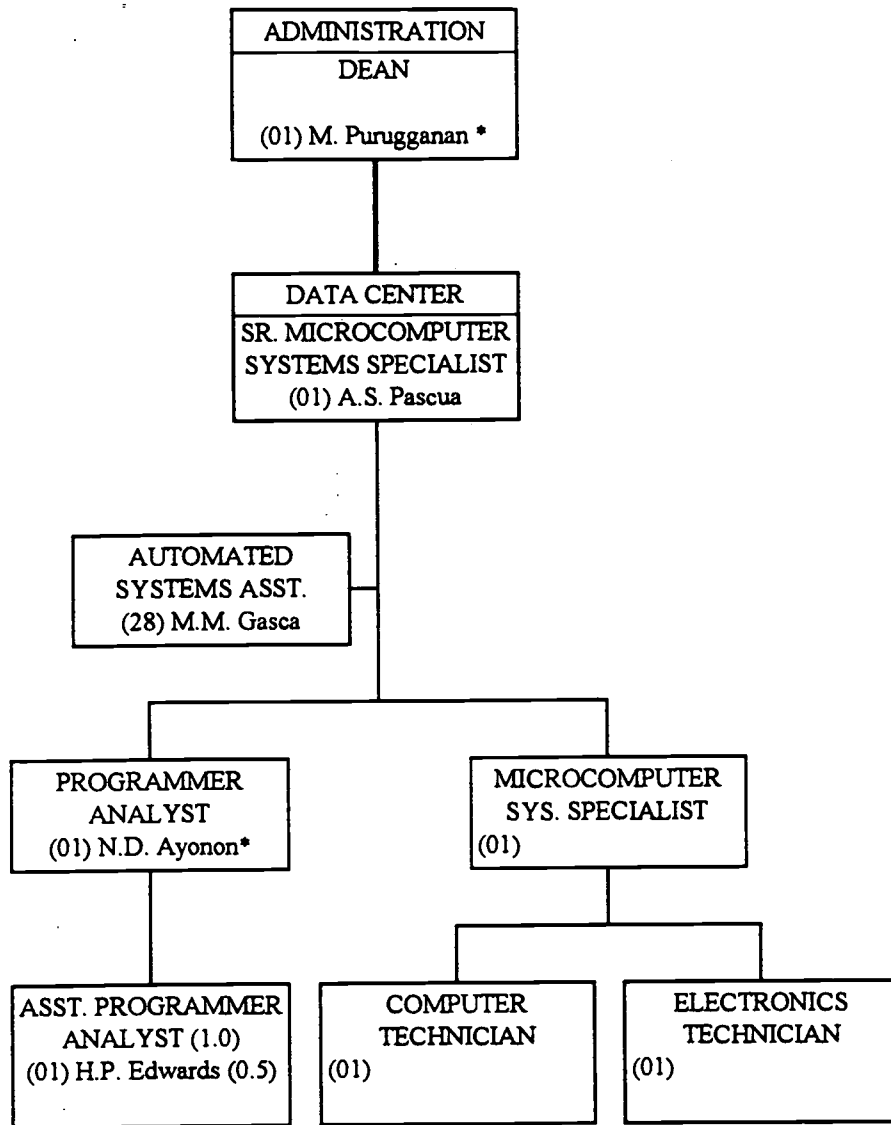 ADMINISTRATION
DEAN
(01) M. Purugganan *
DATA CENTER
SR. MICROCOMPUTER
SYSTEMS SPECIALIST
(01) A.S. Pascua
AUTOMATED
SYSTEMS ASST.
(28) M.M. Gasca
PROGRAMMER
ANALYST
(01) N.D. Ayonon*
MICROCOMPUTER
SYS. SPECIALIST
(01)
ASST. PROGRAMMER
ANALYST (1.0)
(01) H.P. Edwards (0.5)
COMPUTER
TECHNICIAN
(01)
ELECTRONICS
TECHNICIAN
(01)